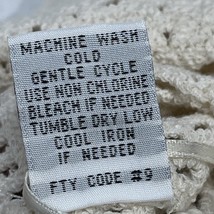 MACHINE WASH
COLD
GENTLE CYCLE
USE NON CHLORINE
BLEACH IF NEEDED
TUMBLE DRY LOW
COOL IRON
IF NEEDED
FTY CODE #9